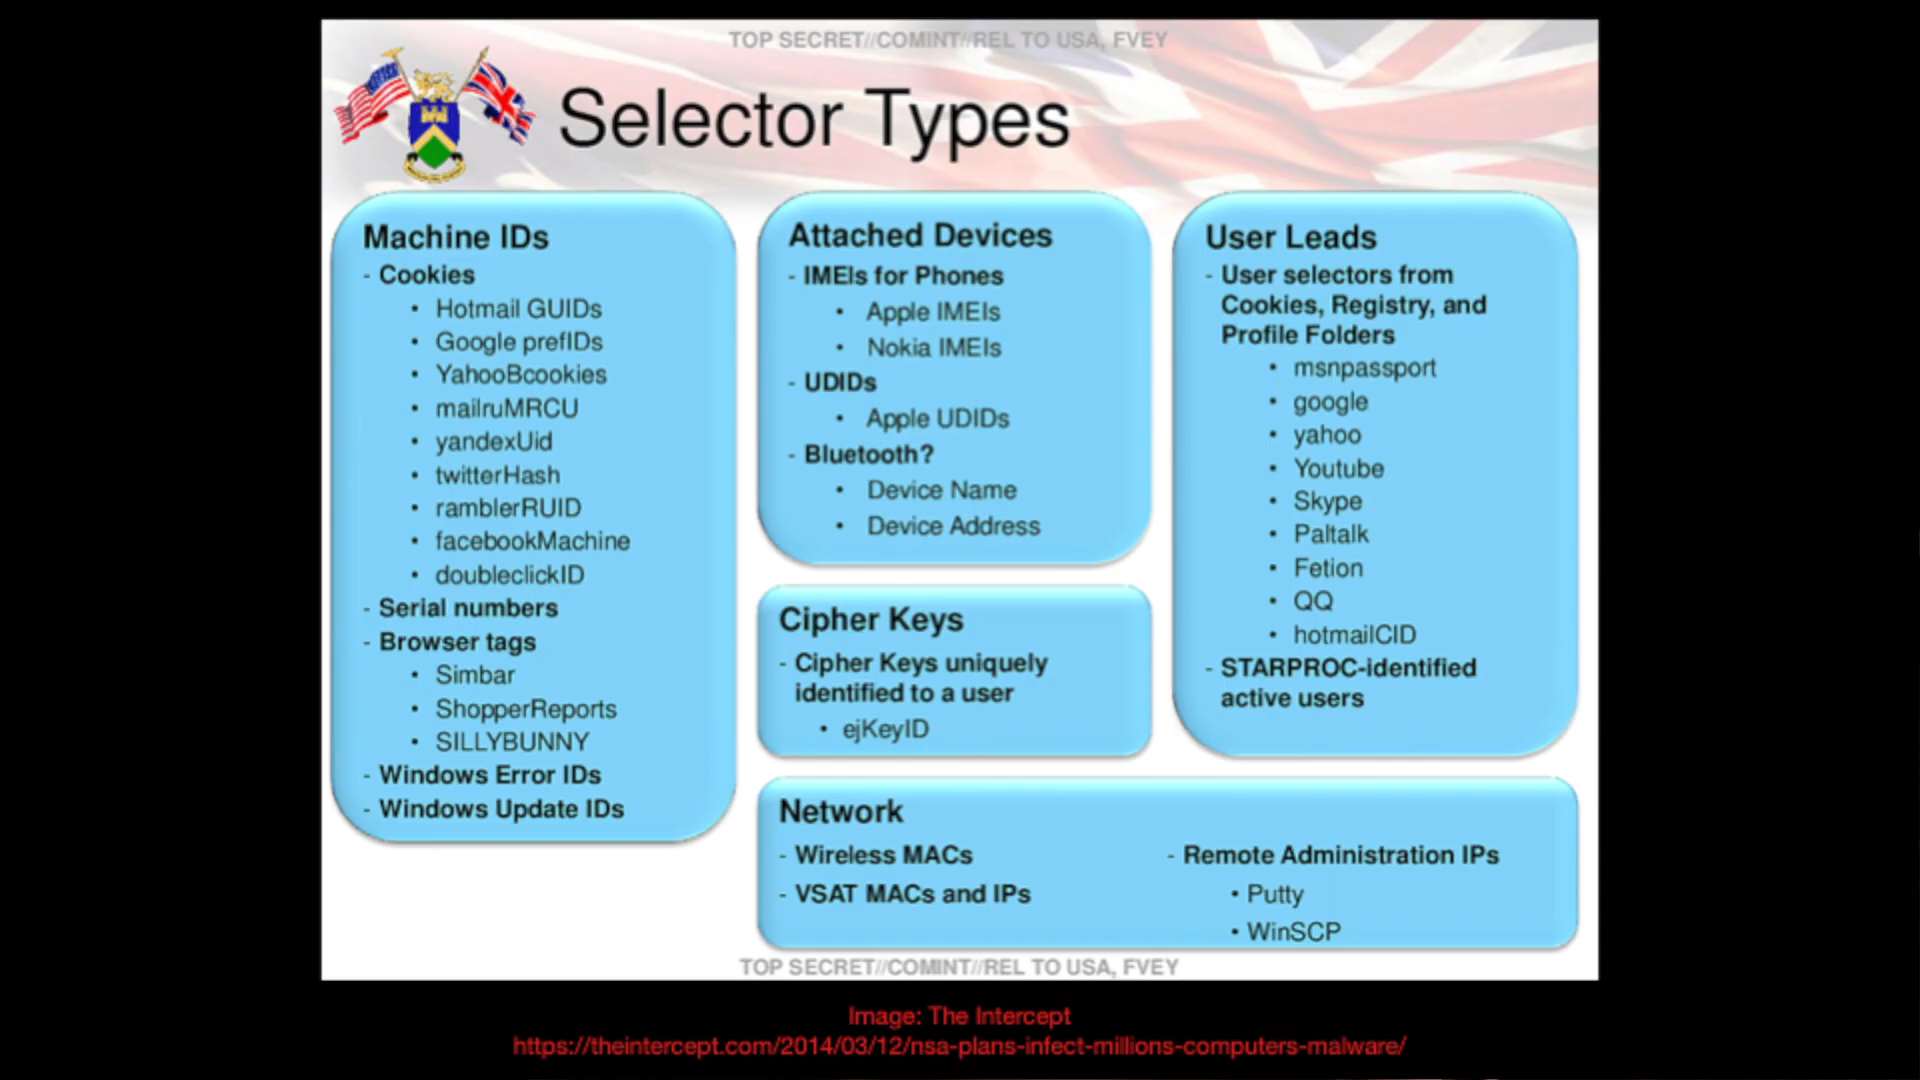 TOP SECRET//COMINT//REL TO USA, FVEY
Selector Types
Machine IDs
- Cookies
• Hotmail GUIDs
• Google prefIDs
• YahooBcookies
• mailruMRCU
• yandexUid
• twitterHash
• ramblerRUID
• facebookMachine
• doubleclickID
- Serial numbers
- Browser tags
• Simbar
• ShopperReports
• SILLYBUNNY
- Windows Error IDs
- Windows Update IDs
Attached Devices
- IMEIs for Phones
• Apple IMEIs
• Nokia IMEIs
- UDIDs
• Apple UDIDs
- Bluetooth?
• Device Name
• Device Address
Cipher Keys
- Cipher Keys uniquely
identified to a user
• ejKeyID
User Leads
- User selectors from
Cookies, Registry, and
Profile Folders
• msnpassport
• google
• yahoo
• Youtube
• Skype
• Paltalk
• Fetion
• QQ
• hotmailCID
- STARPROC-identified
active users
Network
- Wireless MACs
- VSAT MACs and IPs
- Remote Administration IPs
• Putty
• WinSCP
TOP SECRET//COMINT//REL TO USA, FVEY
Image: The Intercept
https://theintercept.com/2014/03/12/nsa-plans-infect-millions-computers-malware/